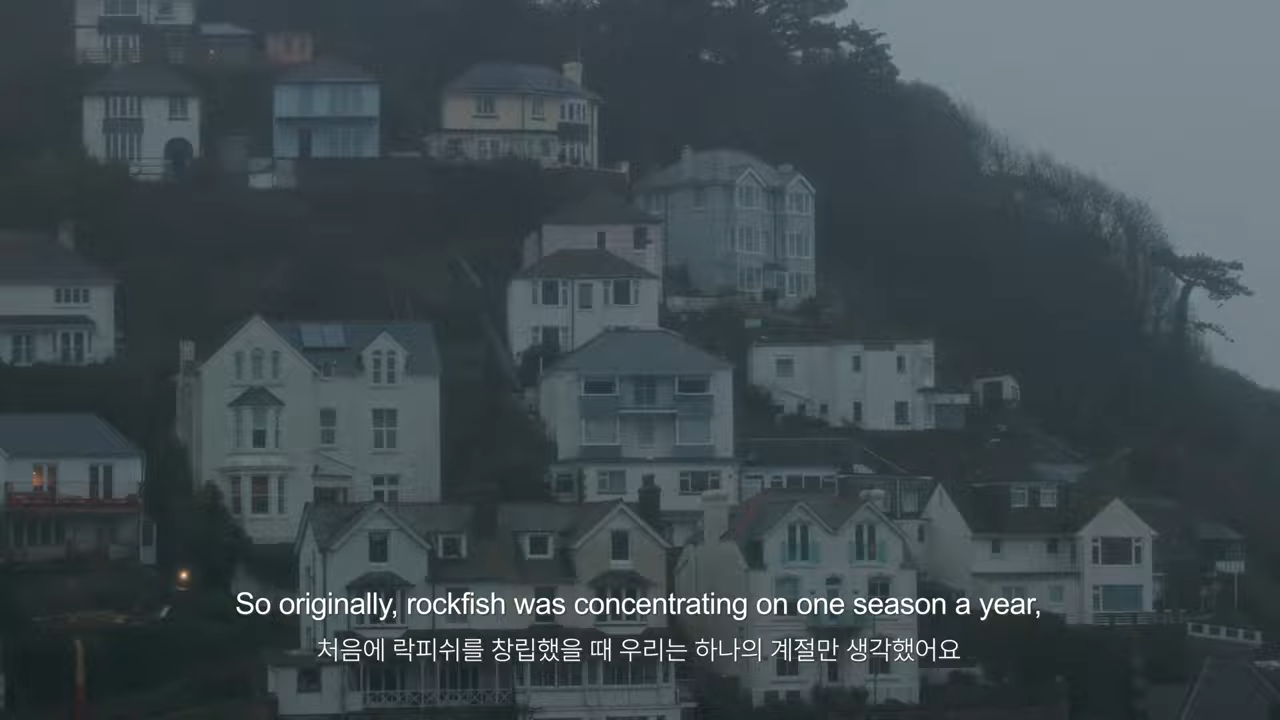 So originally, rockfish was concentrating on one season a year,
처음에 락피쉬를 창립했을 때 우리는 하나의 계절만 생각했어요